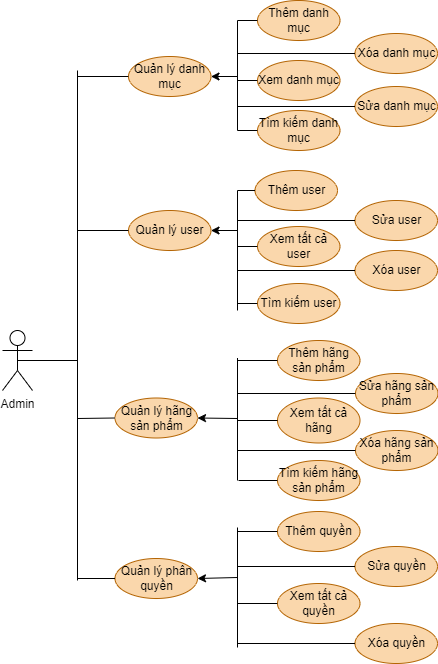 Thêm danh
mục
Xóa danh mục
Quản lý danh
mục
Xem danh mục
Sửa danh mục
Tìm kiếm danh
mục
Thêm user
Sửa user
Quản lý user
Xem tất cả
user
Xóa user
Tìm kiếm user
Admin
Thêm hãng
sản phẩm
Sửa hãng sản
phẩm
Quản lý hãng
sản phẩm
Xem tất cả
hãng
Xóa hãng sản
phẩm
Tìm kiếm hãng
sản phẩm
Thêm quyền
Sửa quyền
Quản lý phân
quyền
Xem tất cả
quyền
Xóa quyền